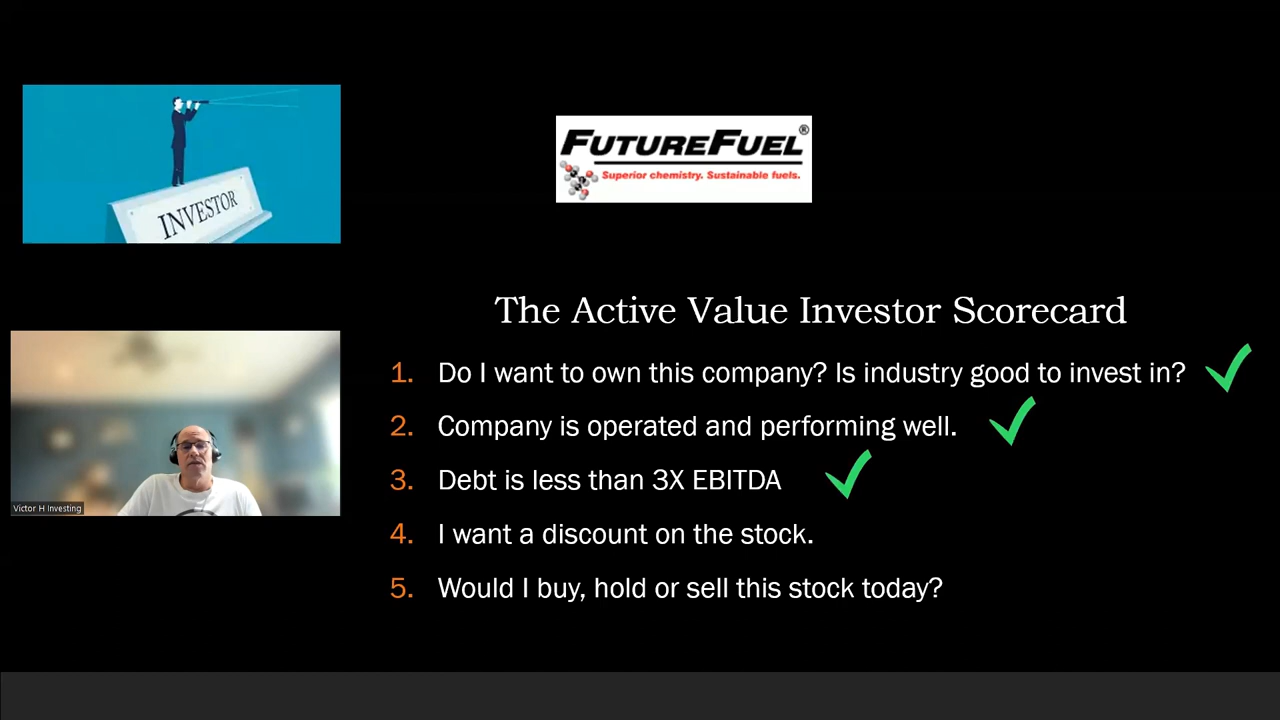 INVESTOR
FUTUREFUEL®
Superior chemistry. Sustainable fuels.
The Active Value Investor Scorecard
1. Do I want to own this company? Is industry good to invest in?
2. Company is operated and performing well.
3. Debt is less than 3X EBITDA
4. I want a discount on the stock.
5. Would I buy, hold or sell this stock today?
Victor H Investing